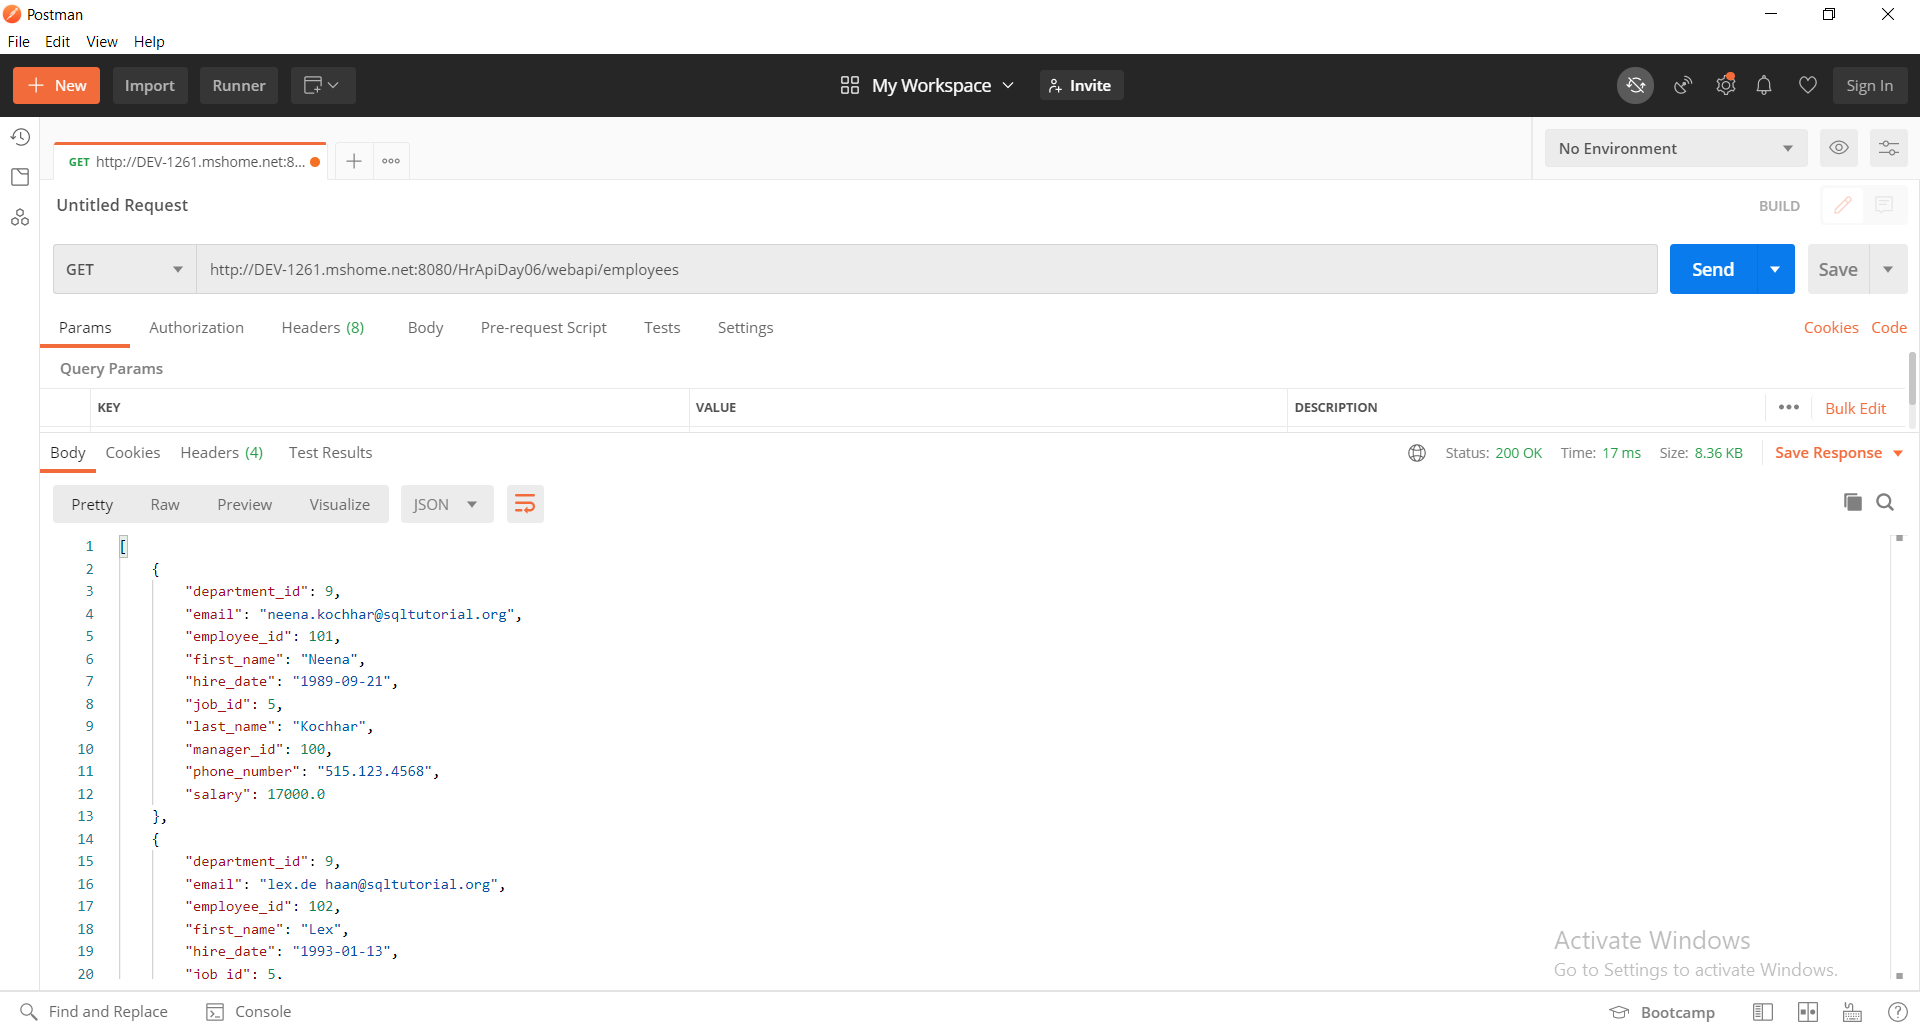 Postman
File Edit View Help
New Import Runner My Workspace Invite Sign In
GET http://DEV-1261.mshome.net:8... No Environment
Untitled Request BUILD
GET http://DEV-1261.mshome.net:8080/HrApiDay06/webapi/employees Send Save
Params Authorization Headers (8) Body Pre-request Script Tests Settings Cookies Code
Query Params
KEY VALUE DESCRIPTION Bulk Edit
Body Cookies Headers (4) Test Results Status: 200 OK Time: 17 ms Size: 8.36 KB Save Response
Pretty Raw Preview Visualize JSON
1 [
2 {
3 "department_id": 9,
4 "email": "neena.kochhar@sqltutorial.org",
5 "employee_id": 101,
6 "first_name": "Neena",
7 "hire_date": "1989-09-21",
8 "job_id": 5,
9 "last_name": "Kochhar",
10 "manager_id": 100,
11 "phone_number": "515.123.4568",
12 "salary": 17000.0
13 },
14 {
15 "department_id": 9,
16 "email": "lex.de haan@sqltutorial.org",
17 "employee_id": 102,
18 "first_name": "Lex",
19 "hire_date": "1993-01-13",
20 "job_id": 5,
Activate Windows
Go to Settings to activate Windows.
Find and Replace Console Bootcamp